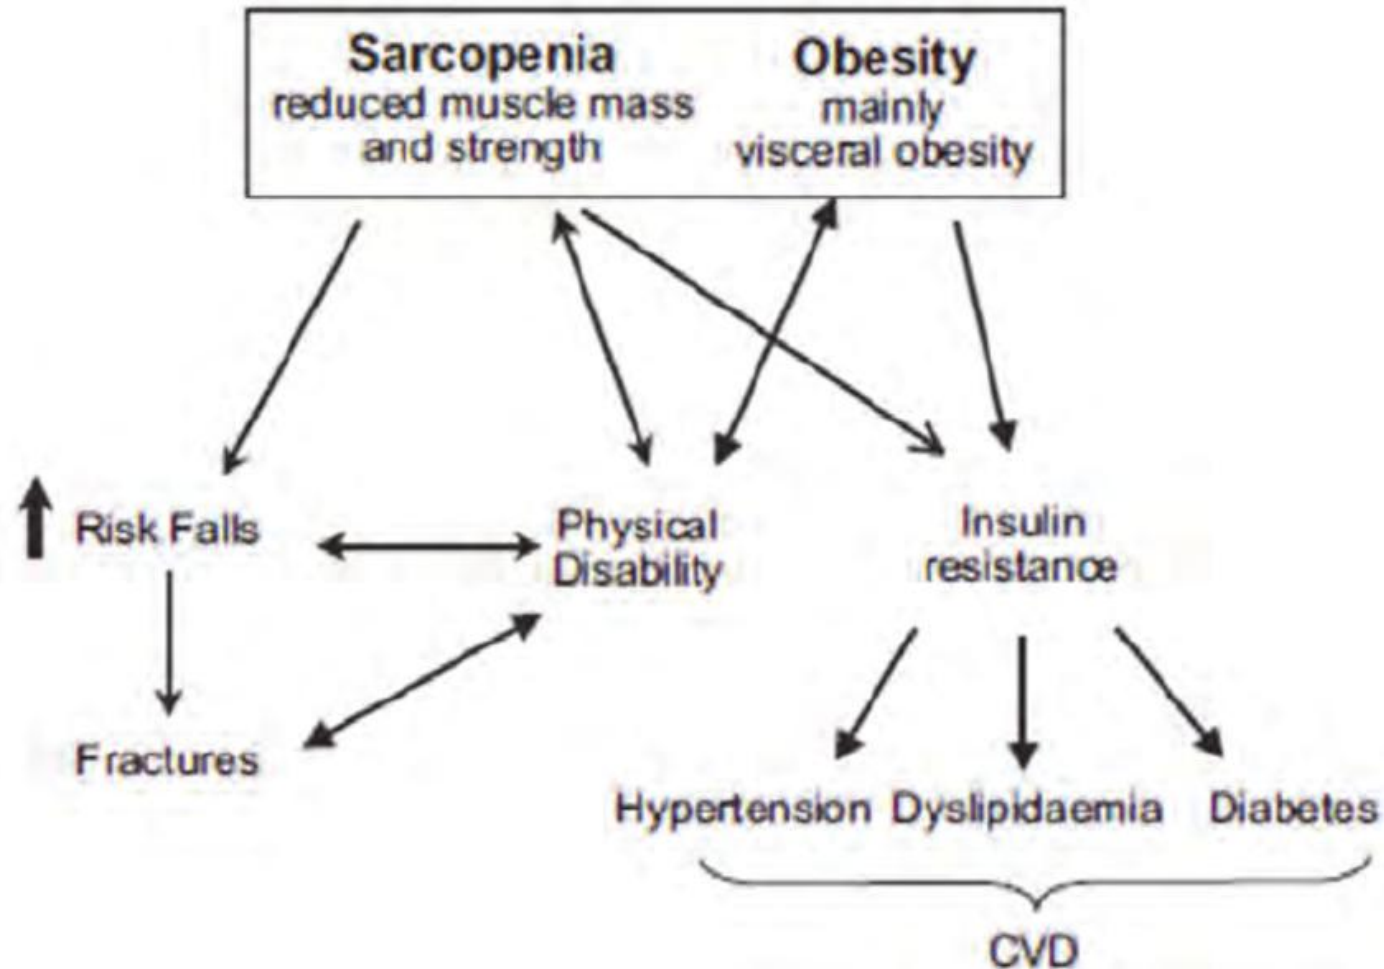 Sarcopenia
reduced muscle mass
and strength
Obesity
mainly
visceral obesity
Risk Falls
Physical
Disability
Insulin
resistance
Fractures
Hypertension Dyslipidaemia Diabetes
CVD